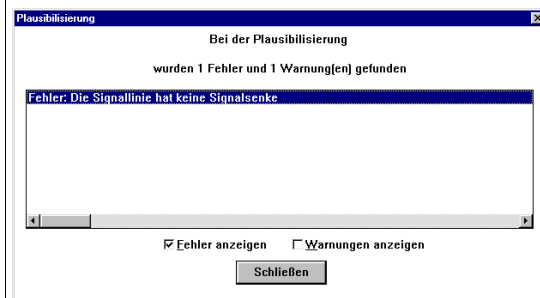 Plausibilisierung
Bei der Plausibilisierung
wurden 1 Fehler und 1 Warnung(en) gefunden
Fehler: Die Signallinie hat keine Signalsenke
Fehler anzeigen Warnungen anzeigen
Schließen